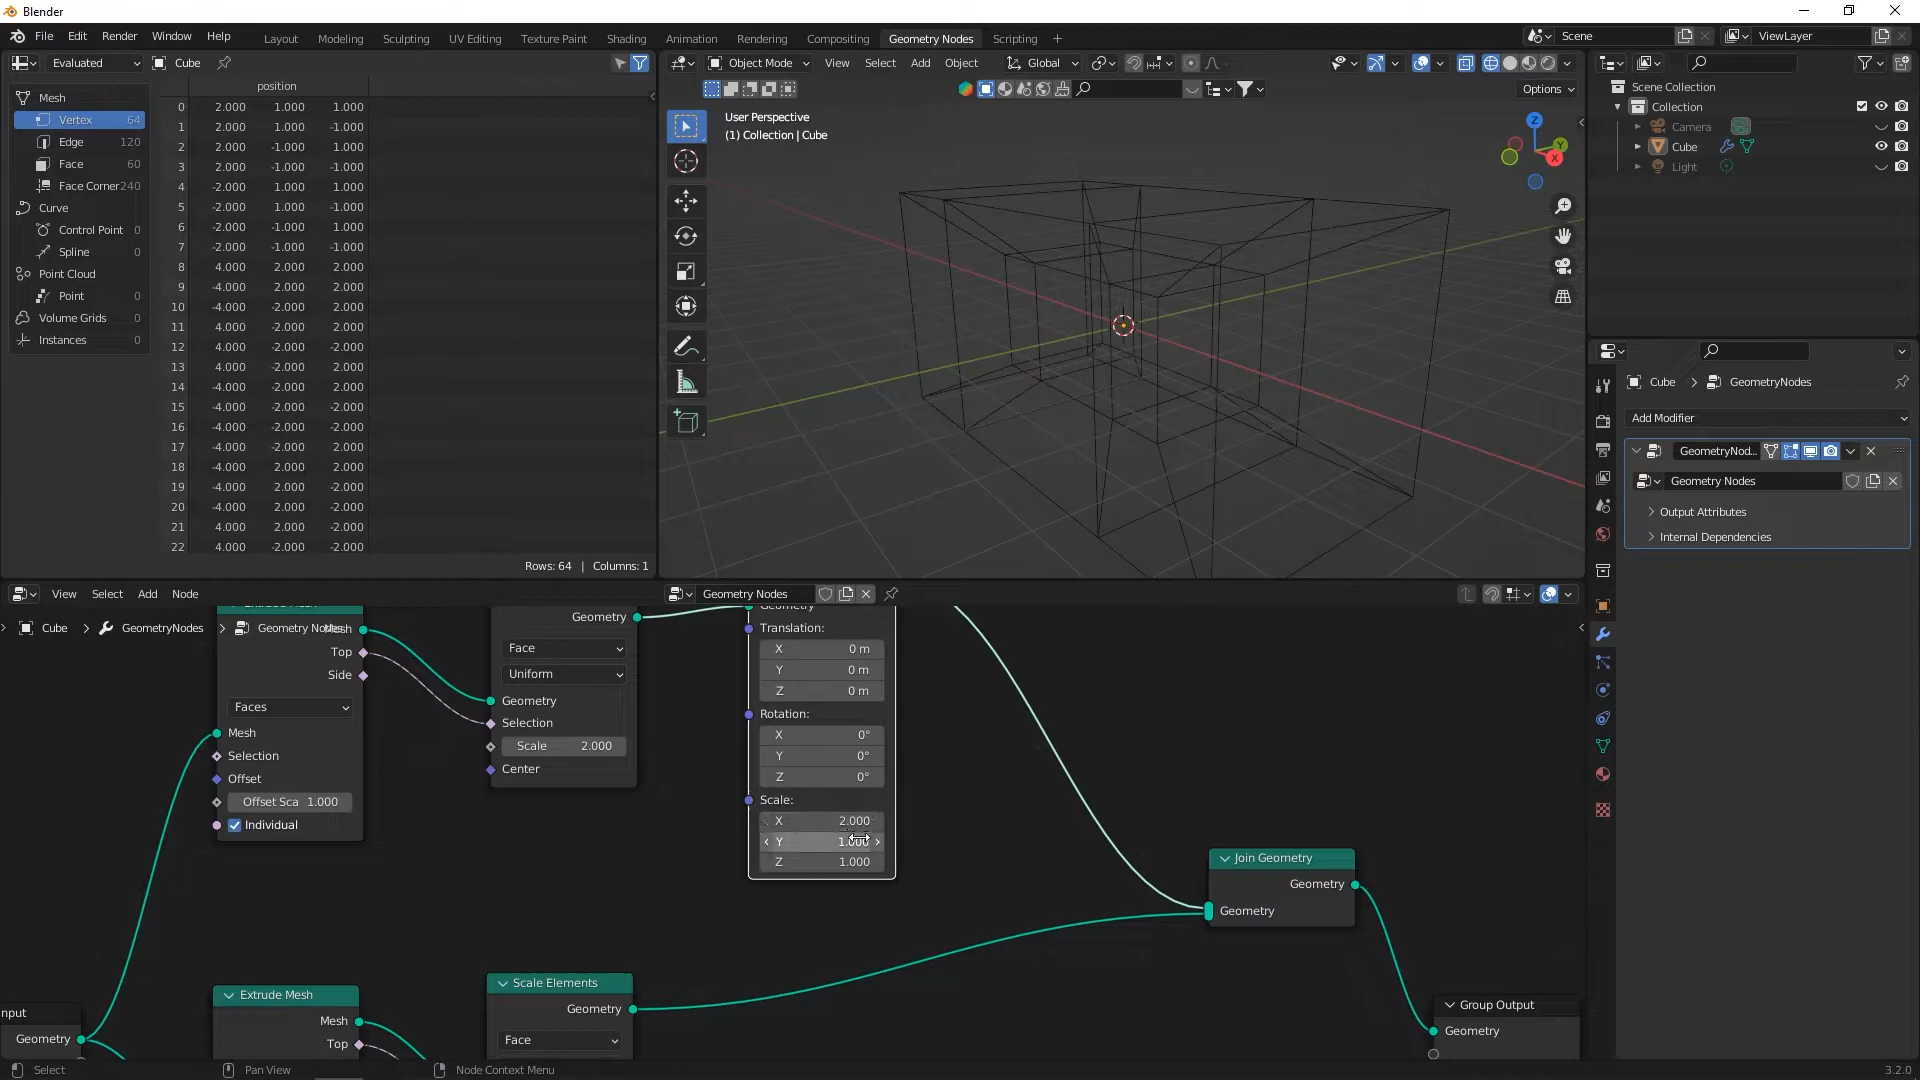 Blender
File Edit Render Window Help Layout Modeling Sculpting UV Editing Texture Paint Shading Animation Rendering Compositing Geometry Nodes Scripting + Scene ViewLayer
Evaluated Cube
Object Mode View Select Add Object Global
Options
position
Mesh
Vertex 64
Edge 120
Face 60
Face Corner 240
Curve
Control Point 0
Spline 0
Point Cloud
Point 0
Volume Grids 0
Instances 0
0 2.000 1.000 1.000
1 2.000 1.000 -1.000
2 2.000 -1.000 1.000
3 2.000 -1.000 -1.000
4 -2.000 1.000 1.000
5 -2.000 1.000 -1.000
6 -2.000 -1.000 1.000
7 -2.000 -1.000 -1.000
8 4.000 2.000 2.000
9 -4.000 2.000 2.000
10 -4.000 -2.000 2.000
11 4.000 -2.000 2.000
12 4.000 -2.000 -2.000
13 4.000 -2.000 2.000
14 -4.000 -2.000 2.000
15 -4.000 -2.000 -2.000
16 -4.000 -2.000 -2.000
17 -4.000 -2.000 2.000
18 -4.000 2.000 2.000
19 -4.000 2.000 -2.000
20 -4.000 2.000 -2.000
21 4.000 2.000 -2.000
22 4.000 -2.000 -2.000
Rows: 64 | Columns: 1
User Perspective
(1) Collection | Cube
Z
Y
X
Scene Collection
Collection
Camera
Cube
Light
Cube > GeometryNodes
Add Modifier
GeometryNod...
Geometry Nodes
Output Attributes
Internal Dependencies
View Select Add Node Geometry Nodes
Cube > GeometryNodes > Geometry Nodes
Mesh
Top
Side
Faces
Mesh
Selection
Offset
Offset Sca 1.000
Individual
Geometry
Face
Uniform
Geometry
Selection
Scale 2.000
Center
Geometry
Translation:
X 0 m
Y 0 m
Z 0 m
Rotation:
X 0°
Y 0°
Z 0°
Scale:
X 2.000
Y 1.000
Z 1.000
Join Geometry
Geometry
Geometry
Extrude Mesh
Mesh
Top
Scale Elements
Geometry
Face
nput
Geometry
Group Output
Geometry
Select Pan View Node Context Menu 3.2.0